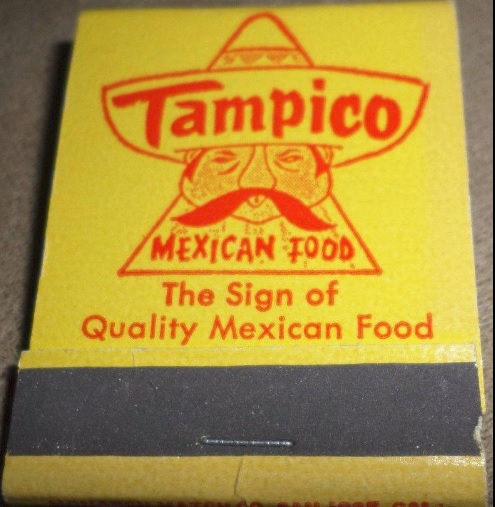 Tampico
MEXICAN FOOD
The Sign of
Quality Mexican Food